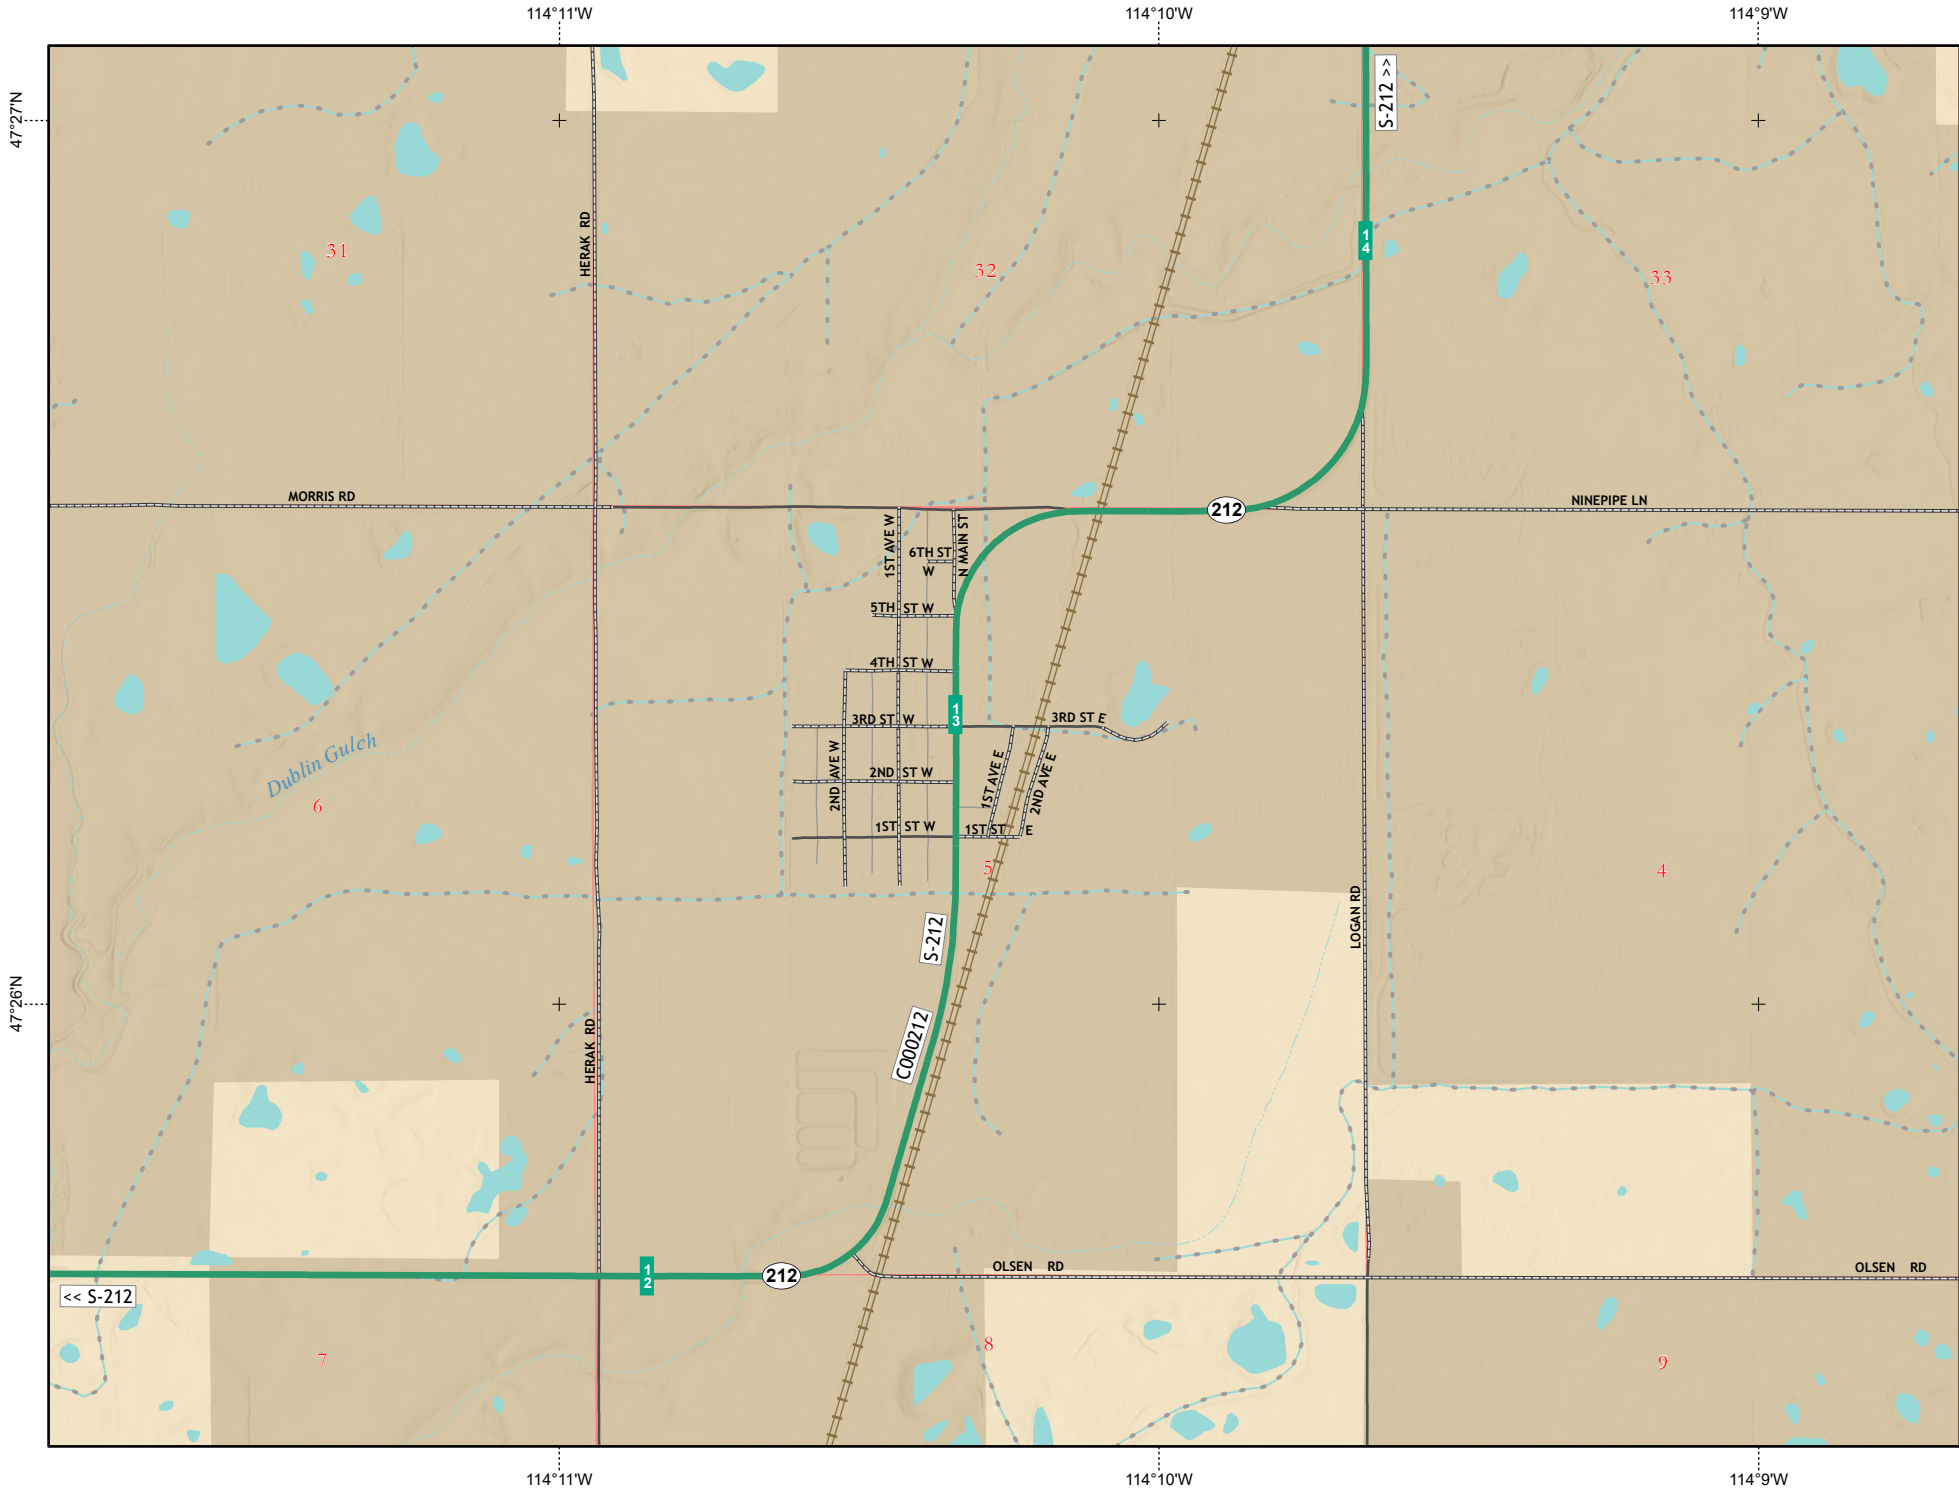 114°11'W
114°10'W
114°9'W
47°27'N
S-212 >>
HERAK RD
1
4
31
32
33
MORRIS RD
212
NINEPIPE LN
1ST AVE W
N MAIN ST
6TH ST
W
5TH ST W
4TH ST W
1
3
3RD ST W
3RD ST E
Dublin Gulch
2ND AVE W
2ND ST W
1ST AVE E
2ND AVE E
6
1ST ST W
1ST ST E
5
4
LOGAN RD
S-212
47°26'N
C000212
HERAK RD
OLSEN RD
OLSEN RD
1
2
212
<< S-212
7
8
9
114°11'W
114°10'W
114°9'W